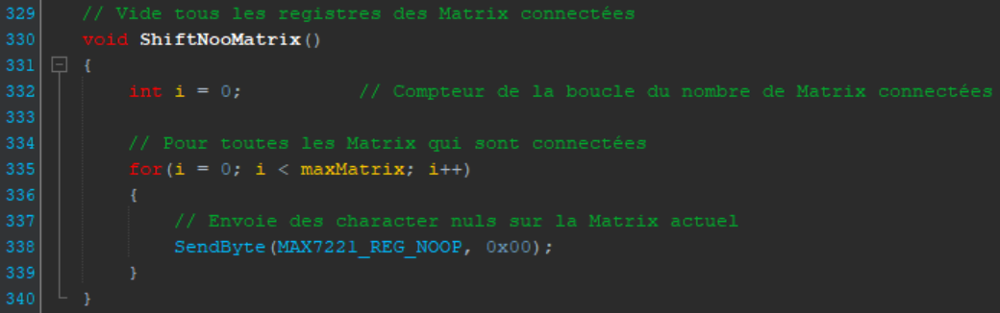 329 // Vide tous les registres des Matrix connectées
330 void ShiftNooMatrix()
331 {
332 int i = 0; // Compteur de la boucle du nombre de Matrix connectées
333
334 // Pour toutes les Matrix qui sont connectées
335 for(i = 0; i < maxMatrix; i++)
336 {
337 // Envoie des character nuls sur la Matrix actuel
338 SendByte(MAX7221_REG_NOOP, 0x00);
339 }
340 }